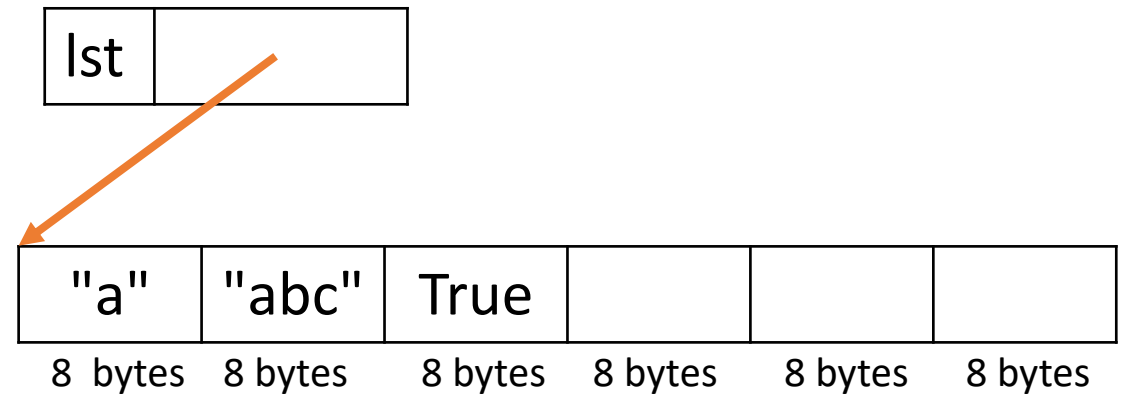 lst
"a" "abc" True
8 bytes 8 bytes 8 bytes 8 bytes 8 bytes 8 bytes